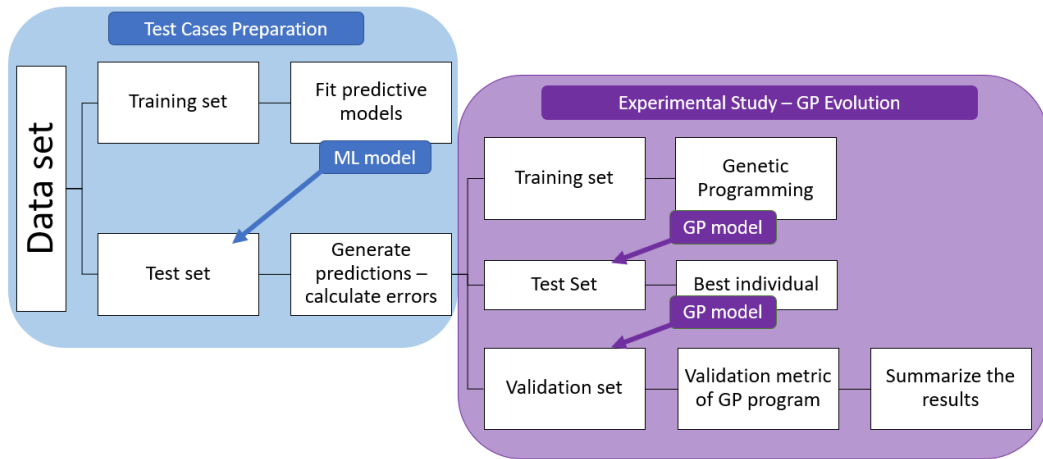 Test Cases Preparation
Data set
Training set
Fit predictive
models
ML model
Test set
Generate
predictions –
calculate errors
Experimental Study – GP Evolution
Training set
Genetic
Programming
GP model
Test Set
Best individual
GP model
Validation set
Validation metric
of GP program
Summarize the
results